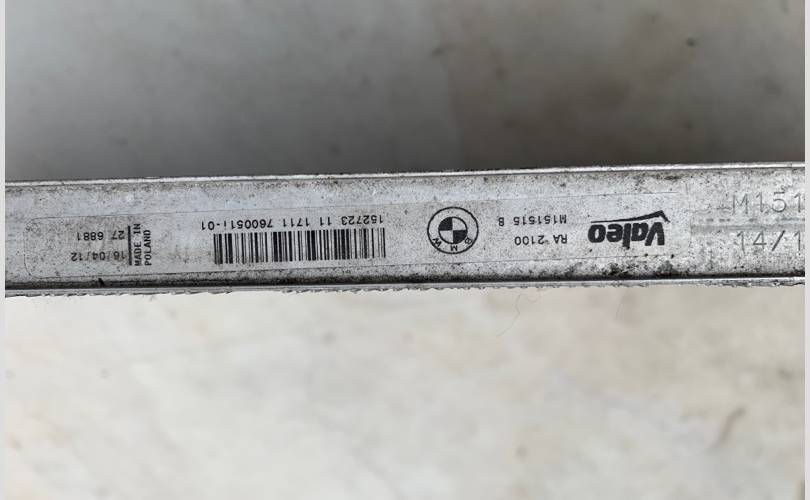 Valeo
RA 2100
M151515 B
BMW
152723 11 1711 7600511-01
MADE IN
POLAND
16/04/12
27 6881
M151
14/1